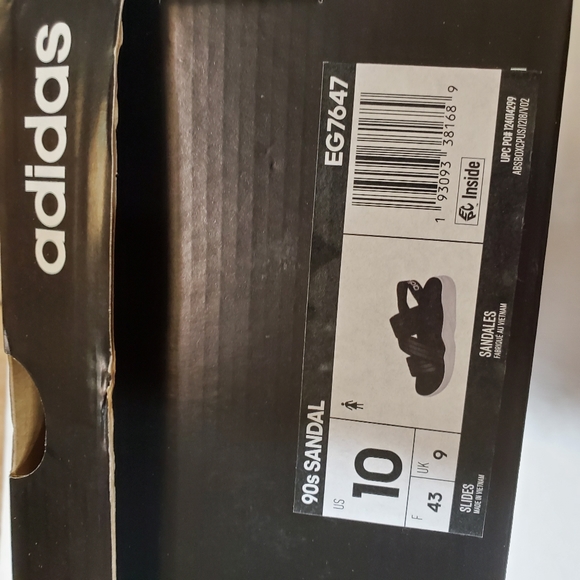 adidas
90s SANDAL
EG7647
US
10
F
43
UK
9
1 93093 38168 9
Inside
SLIDES
MADE IN VIETNAM
SANDALES
FABRIQUÉ AU VIETNAM
UPC PO# 124014299
ABSBOXCPUS/1208/V02